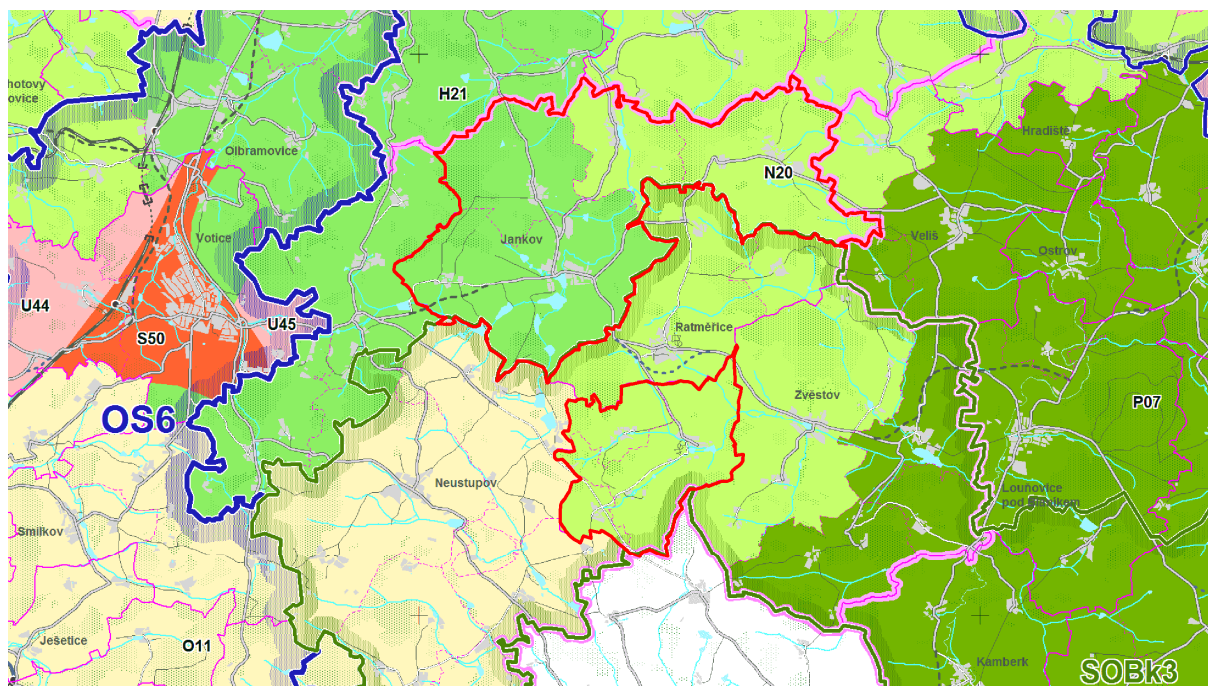 hotovy
ovice
H21
Hradiště
Olbramovice
N20
Votice
Jankov
Veliš
Ostrov
U44
U45
S50
Ratměřice
Zvěstov
P07
OS6
Neustupov
Louňovice
pod Blaníkem
Smilkov
Ješetice
O11
Kamberk
SOBk3